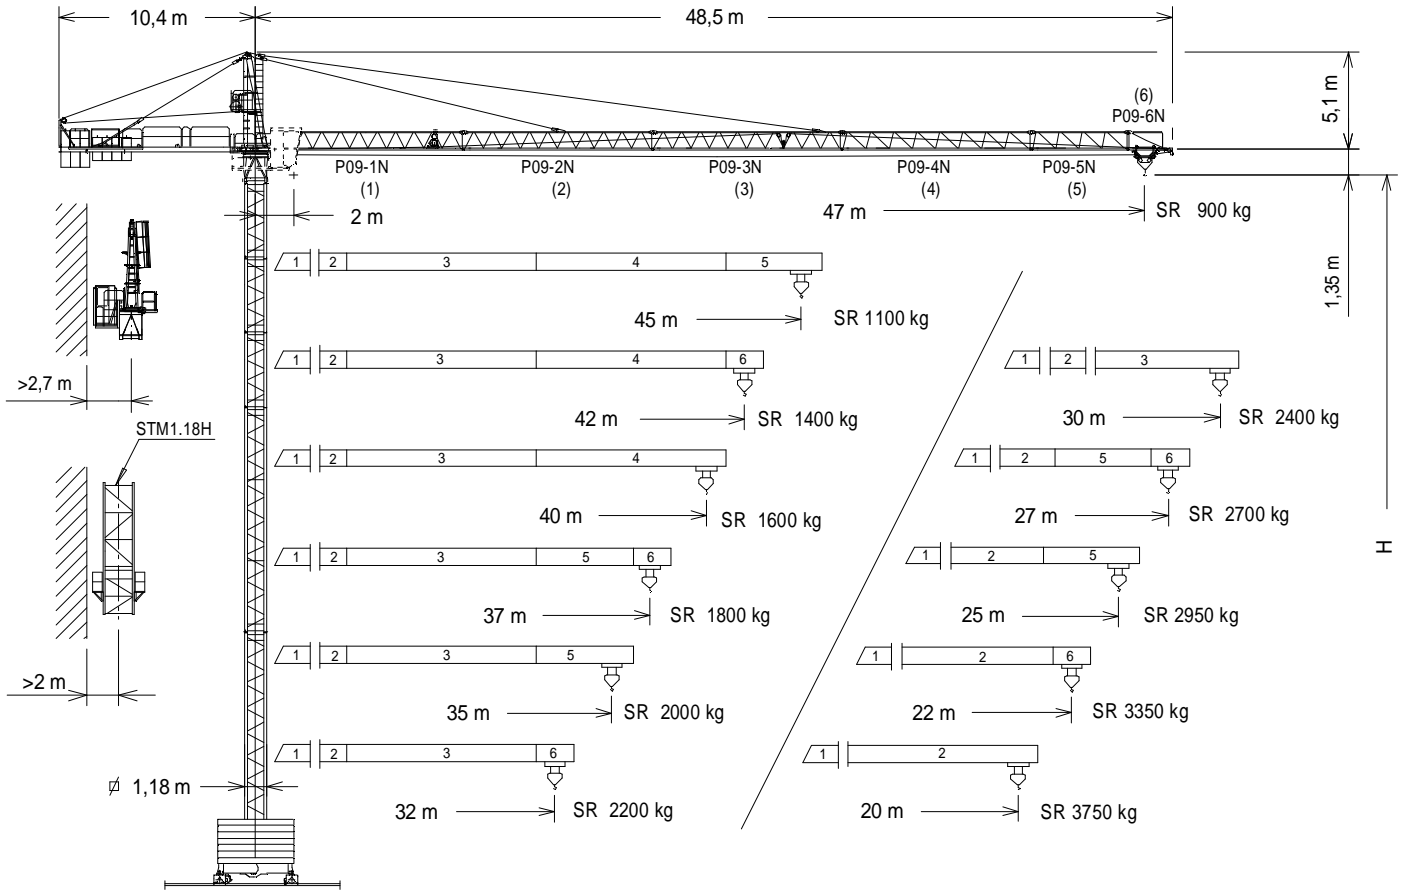 10,4 m
48,5 m
5,1 m
(6)
P09-6N
P09-1N
(1)
P09-2N
(2)
P09-3N
(3)
P09-4N
(4)
P09-5N
(5)
2 m
47 m
SR 900 kg
1,35 m
H
1 2 3 4 5
45 m
SR 1100 kg
1 2 3 4 6
42 m
SR 1400 kg
1 2 3
30 m
SR 2400 kg
>2,7 m
STM1.18H
1 2 3 4
40 m
SR 1600 kg
1 2 5 6
27 m
SR 2700 kg
1 2 3 5 6
37 m
SR 1800 kg
1 2 5
25 m
SR 2950 kg
>2 m
1 2 3 5
35 m
SR 2000 kg
1 2 6
22 m
SR 3350 kg
1,18 m
1 2 3 6
32 m
SR 2200 kg
1 2
20 m
SR 3750 kg